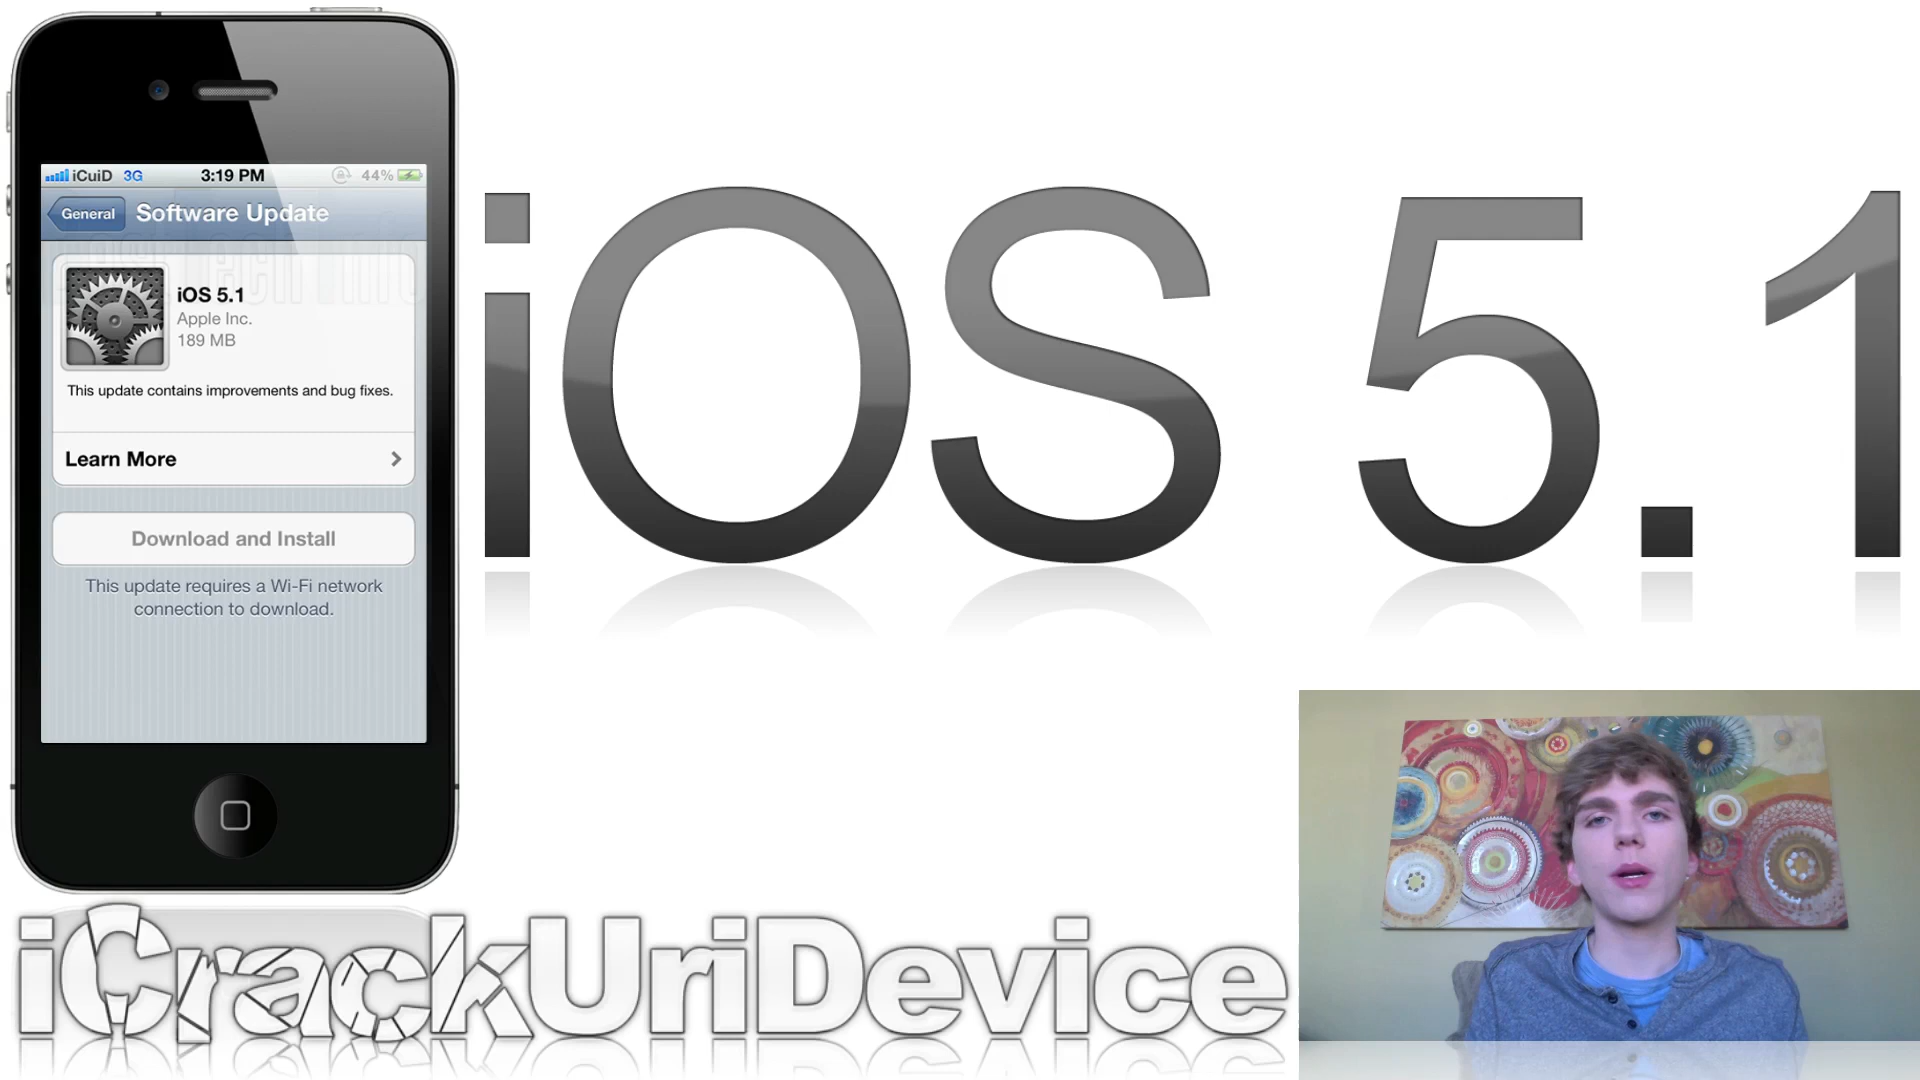 iCuiD 3G 3:19 PM 44%
General Software Update
iOS 5.1
Apple Inc.
189 MB
This update contains improvements and bug fixes.
Learn More
Download and Install
This update requires a Wi-Fi network
connection to download.
iOS 5.1
iCrackUriDevice